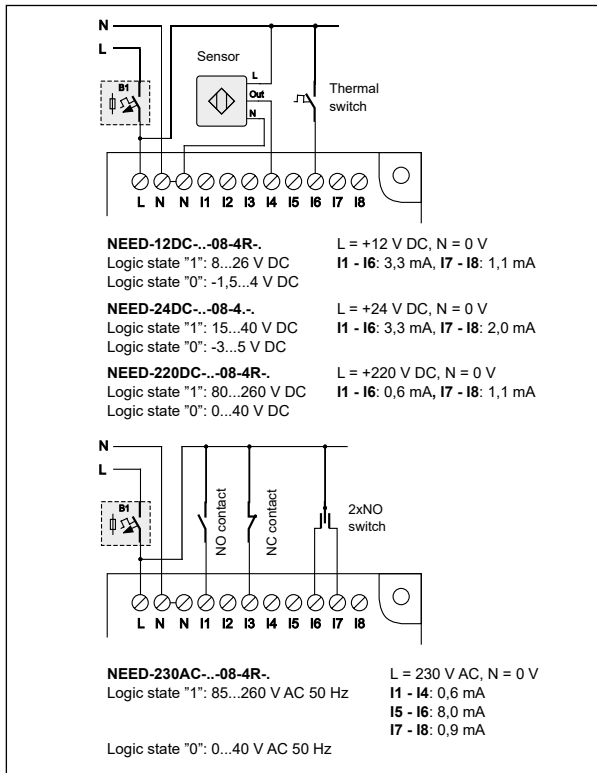 N
L
B1
Sensor
L
Out
N
Thermal
switch
L N N I1 I2 I3 I4 I5 I6 I7 I8
NEED-12DC-..-08-4R-. L = +12 V DC, N = 0 V
Logic state "1": 8...26 V DC I1 - I6: 3,3 mA, I7 - I8: 1,1 mA
Logic state "0": -1,5...4 V DC
NEED-24DC-..-08-4.-. L = +24 V DC, N = 0 V
Logic state "1": 15...40 V DC I1 - I6: 3,3 mA, I7 - I8: 2,0 mA
Logic state "0": -3...5 V DC
NEED-220DC-..-08-4R-. L = +220 V DC, N = 0 V
Logic state "1": 80...260 V DC I1 - I6: 0,6 mA, I7 - I8: 1,1 mA
Logic state "0": 0...40 V DC
N
L
B1
NO contact
NC contact
2xNO
switch
L N N I1 I2 I3 I4 I5 I6 I7 I8
NEED-230AC-..-08-4R-. L = 230 V AC, N = 0 V
Logic state "1": 85...260 V AC 50 Hz I1 - I4: 0,6 mA
I5 - I6: 8,0 mA
I7 - I8: 0,9 mA
Logic state "0": 0...40 V AC 50 Hz